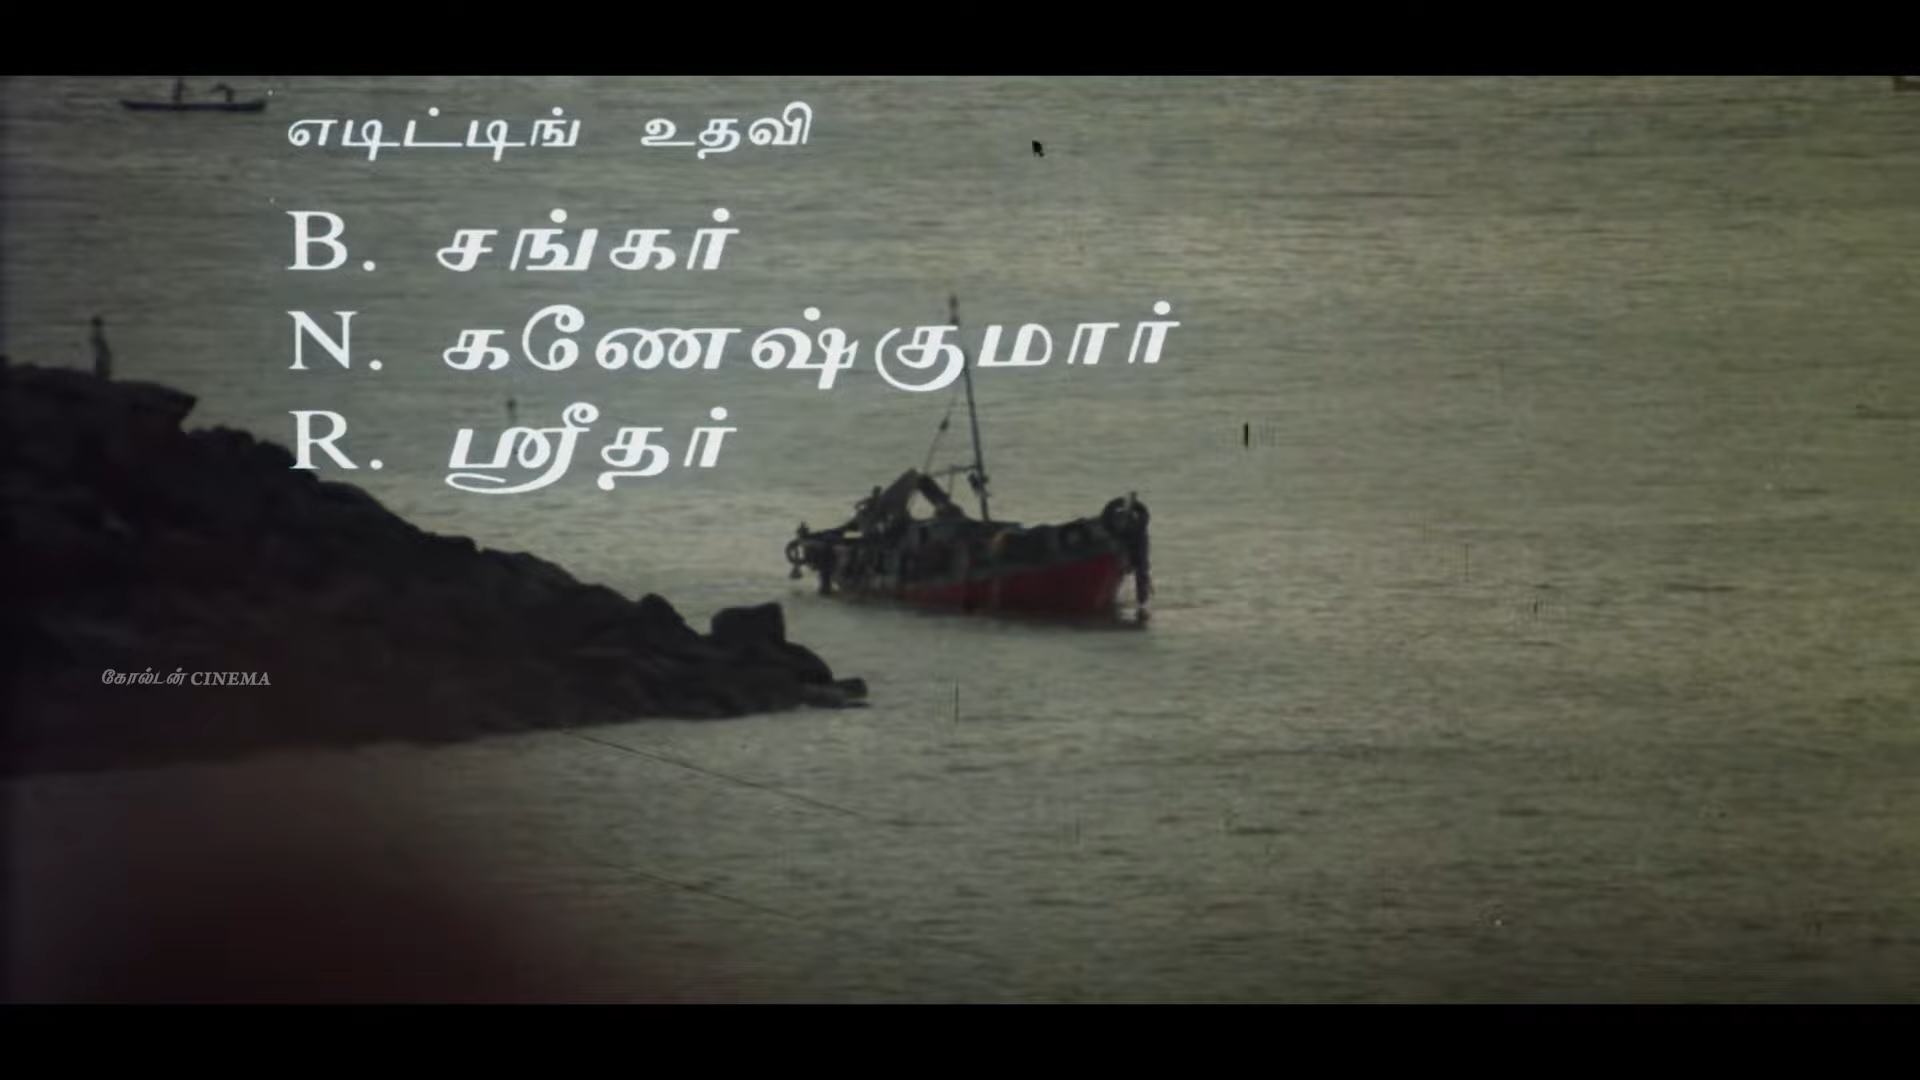 எடிட்டிங் உதவி
B. சங்கர்
N. கணேஷ்குமார்
R. ஸ்ரீதர்
கோல்டன் CINEMA